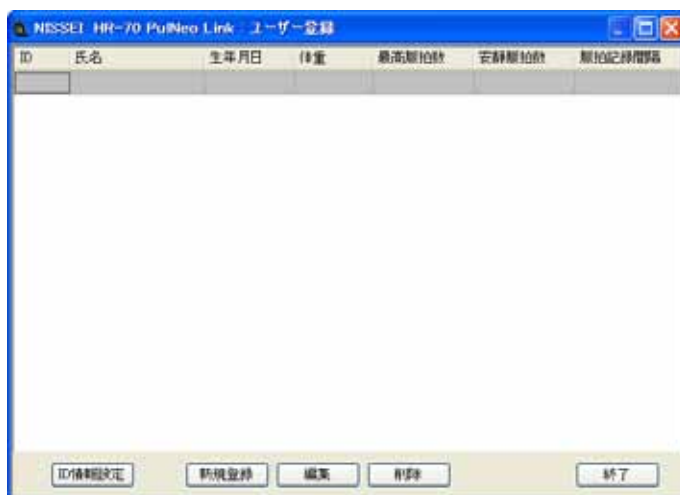 NISSEI HR-70 PulNeo Link ユーザー登録
ID 氏名 生年月日 体重 最高脈拍数 安静脈拍数 脈拍記録間隔
ID情報設定 新規登録 編集 削除 終了